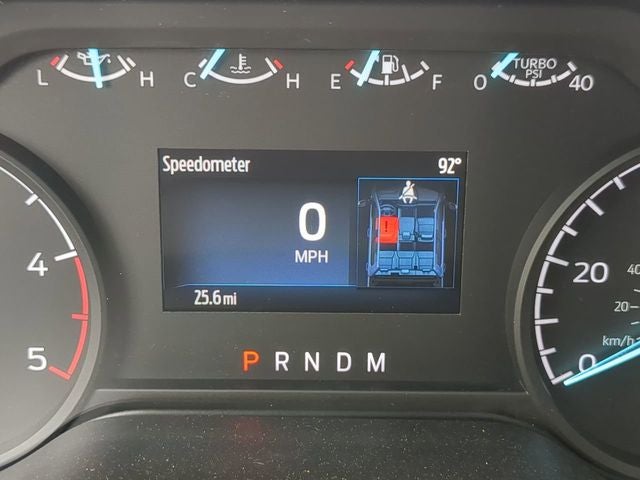 L H C H E F 0 TURBO PSI 40
Speedometer 92°
0
MPH
25.6 mi
P R N D M
4
5
20
0
40
20
km/h